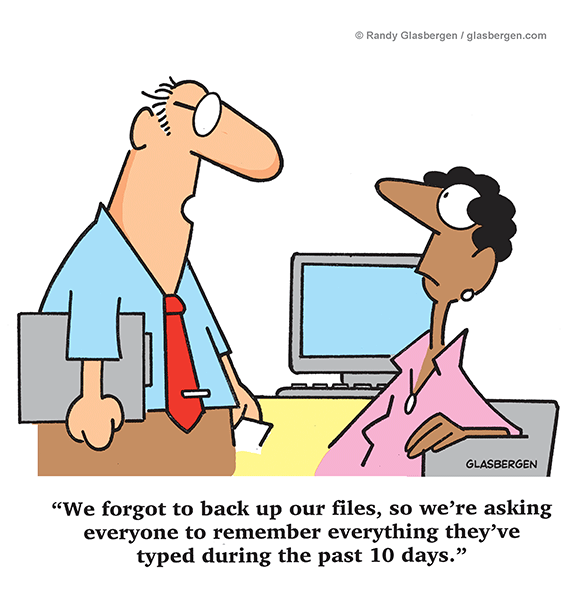 © Randy Glasbergen / glasbergen.com
GLASBERGEN
“We forgot to back up our files, so we’re asking
everyone to remember everything they’ve
typed during the past 10 days.”